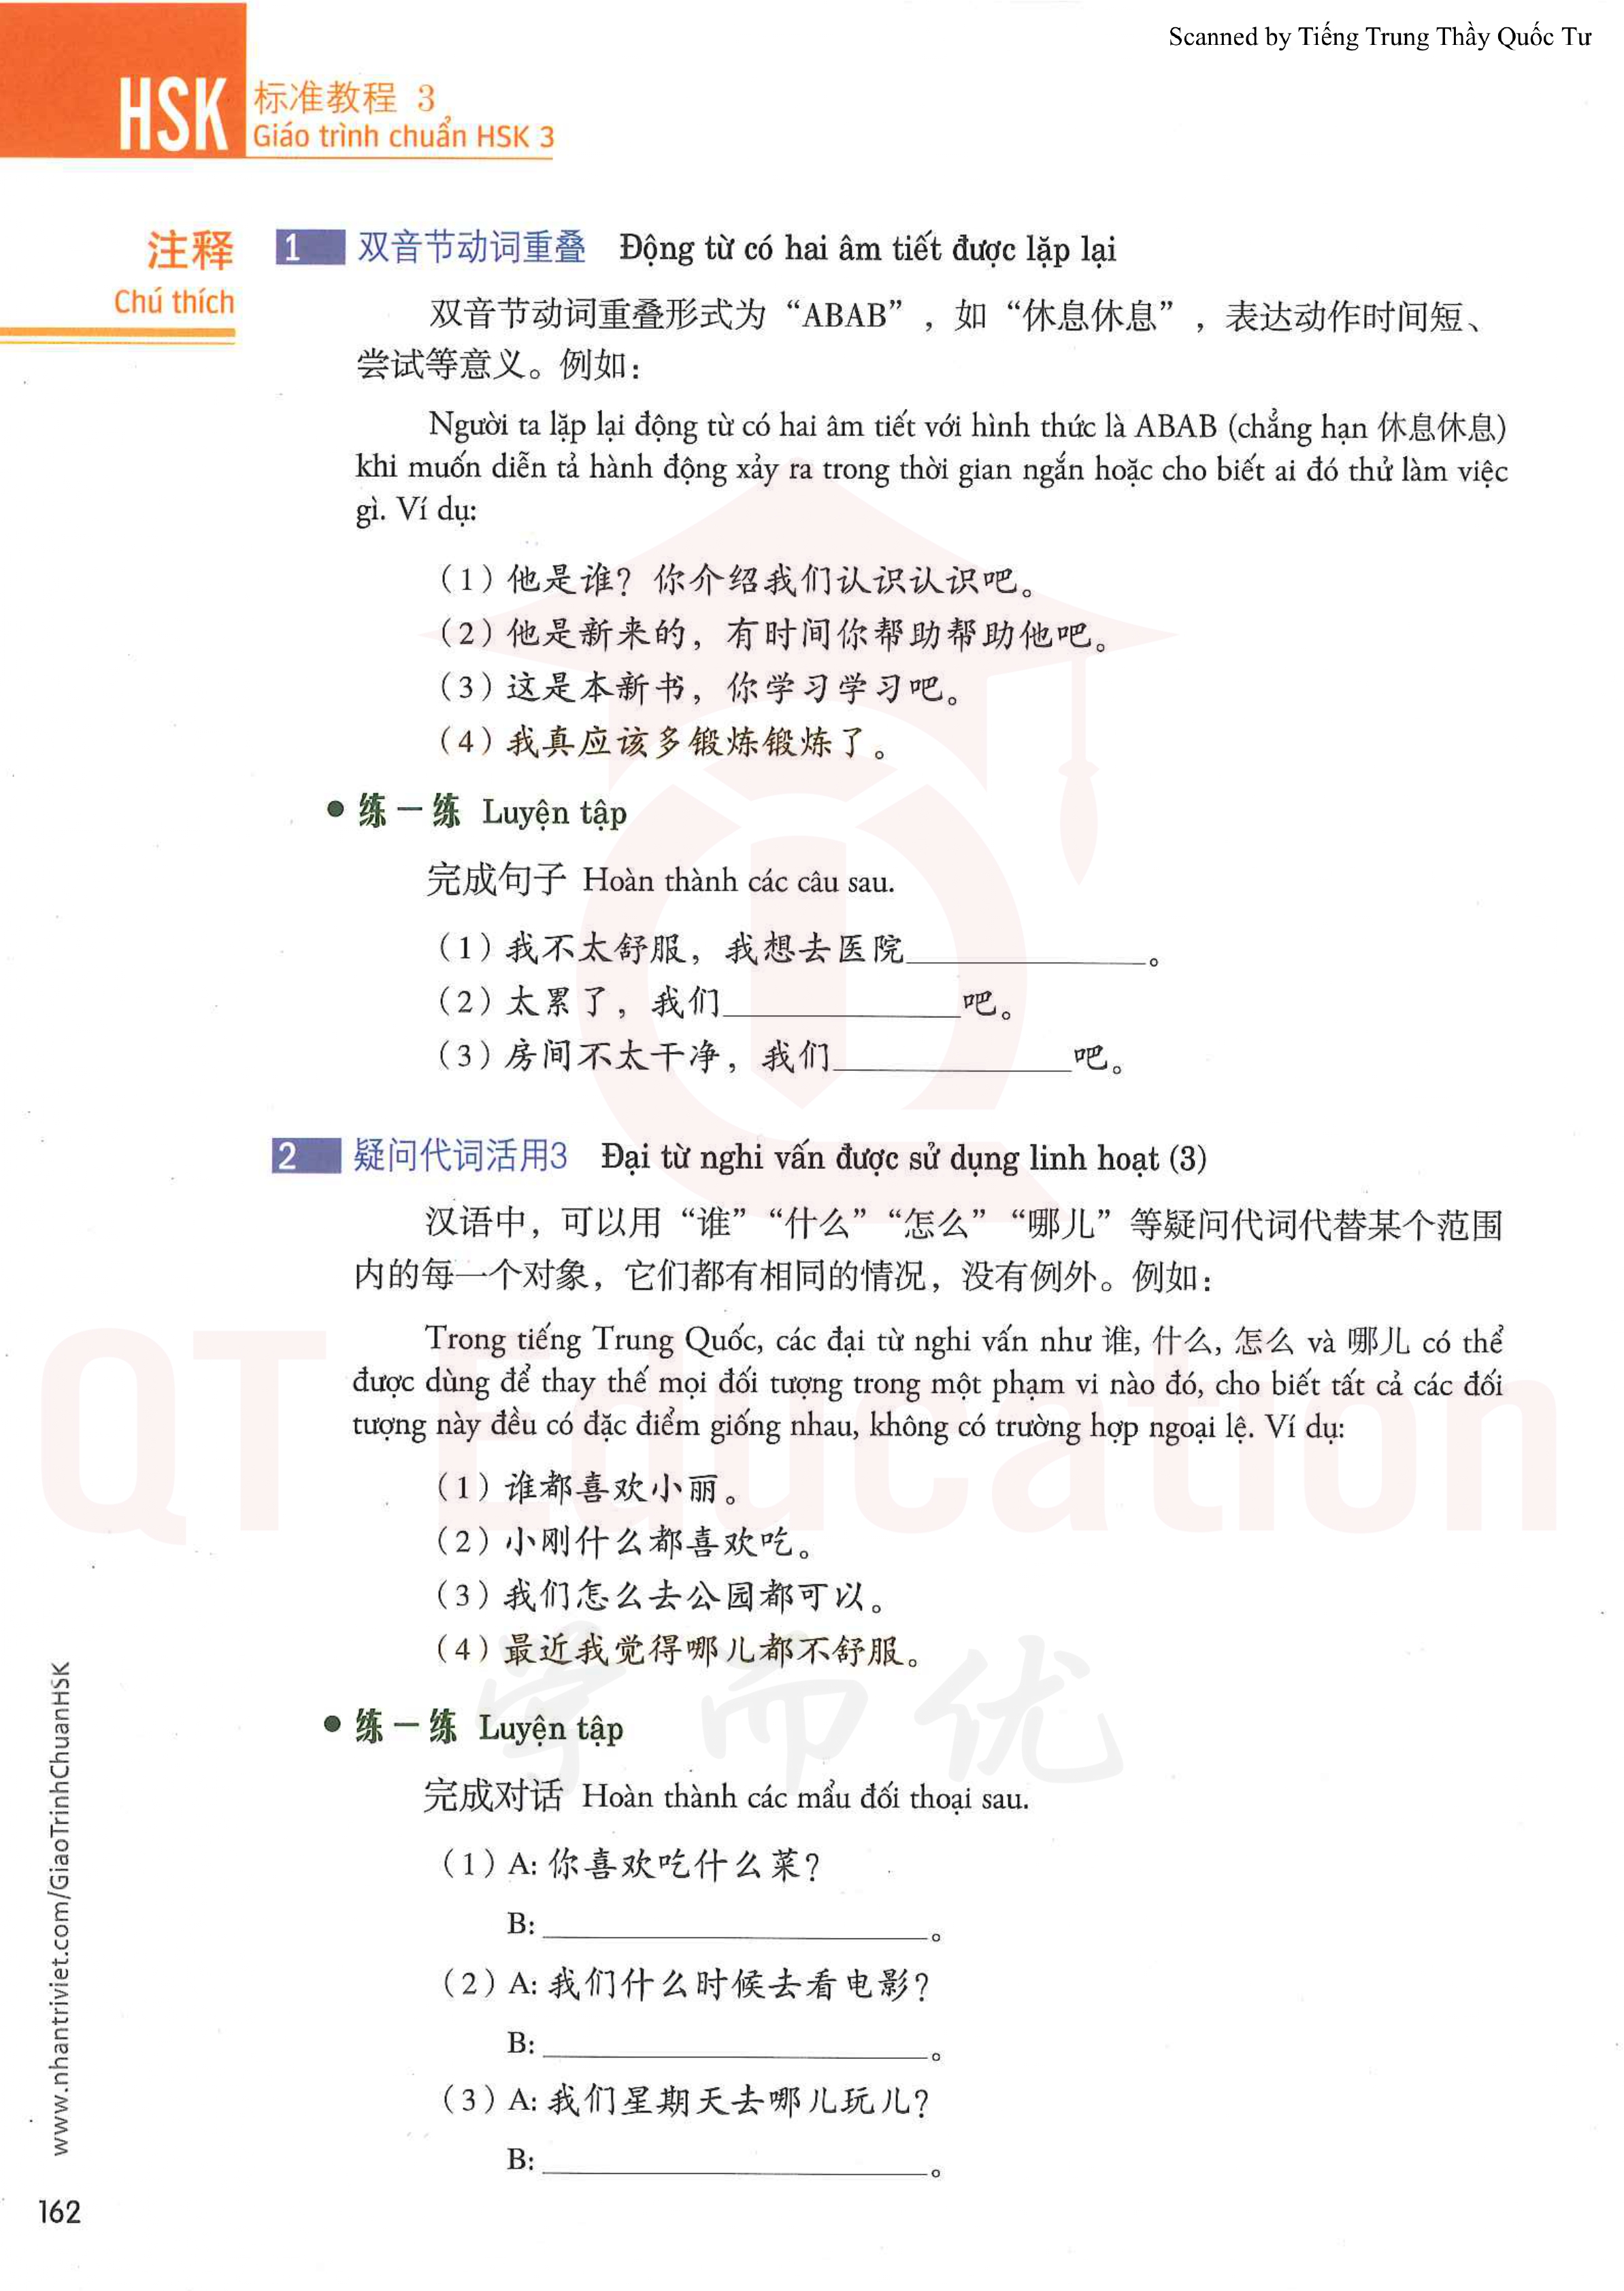 Scanned by Tiếng Trung Thầy Quốc Tư
HSK 标准教程 3
Giáo trình chuẩn HSK 3
注释
Chú thích
1 双音节动词重叠 Động từ có hai âm tiết được lặp lại
双音节动词重叠形式为“ABAB”，如“休息休息”，表达动作时间短、
尝试等意义。例如：
Người ta lặp lại động từ có hai âm tiết với hình thức là ABAB (chẳng hạn 休息休息)
khi muốn diễn tả hành động xảy ra trong thời gian ngắn hoặc cho biết ai đó thử làm việc
gì. Ví dụ:
（1）他是谁？你介绍我们认识认识吧。
（2）他是新来的，有时间你帮助帮助他吧。
（3）这是本新书，你学习学习吧。
（4）我真应该多锻炼锻炼了。
● 练一练 Luyện tập
完成句子 Hoàn thành các câu sau.
（1）我不太舒服，我想去医院____________。
（2）太累了，我们____________吧。
（3）房间不太干净，我们____________吧。
2 疑问代词活用3 Đại từ nghi vấn được sử dụng linh hoạt (3)
汉语中，可以用“谁”“什么”“怎么”“哪儿”等疑问代词代替某个范围
内的每一个对象，它们都有相同的情况，没有例外。例如：
Trong tiếng Trung Quốc, các đại từ nghi vấn như 谁, 什么, 怎么 và 哪儿 có thể
được dùng để thay thế mọi đối tượng trong một phạm vi nào đó, cho biết tất cả các đối
tượng này đều có đặc điểm giống nhau, không có trường hợp ngoại lệ. Ví dụ:
（1）谁都喜欢小丽。
（2）小刚什么都喜欢吃。
（3）我们怎么去公园都可以。
（4）最近我觉得哪儿都不舒服。
● 练一练 Luyện tập
完成对话 Hoàn thành các mẩu đối thoại sau.
（1）A: 你喜欢吃什么菜？
B: ____________________。
（2）A: 我们什么时候去看电影？
B: ____________________。
（3）A: 我们星期天去哪儿玩儿？
B: ____________________。
QT Education
学而优
www.nhantriviet.com/GiaoTrinhChuanHSK
162